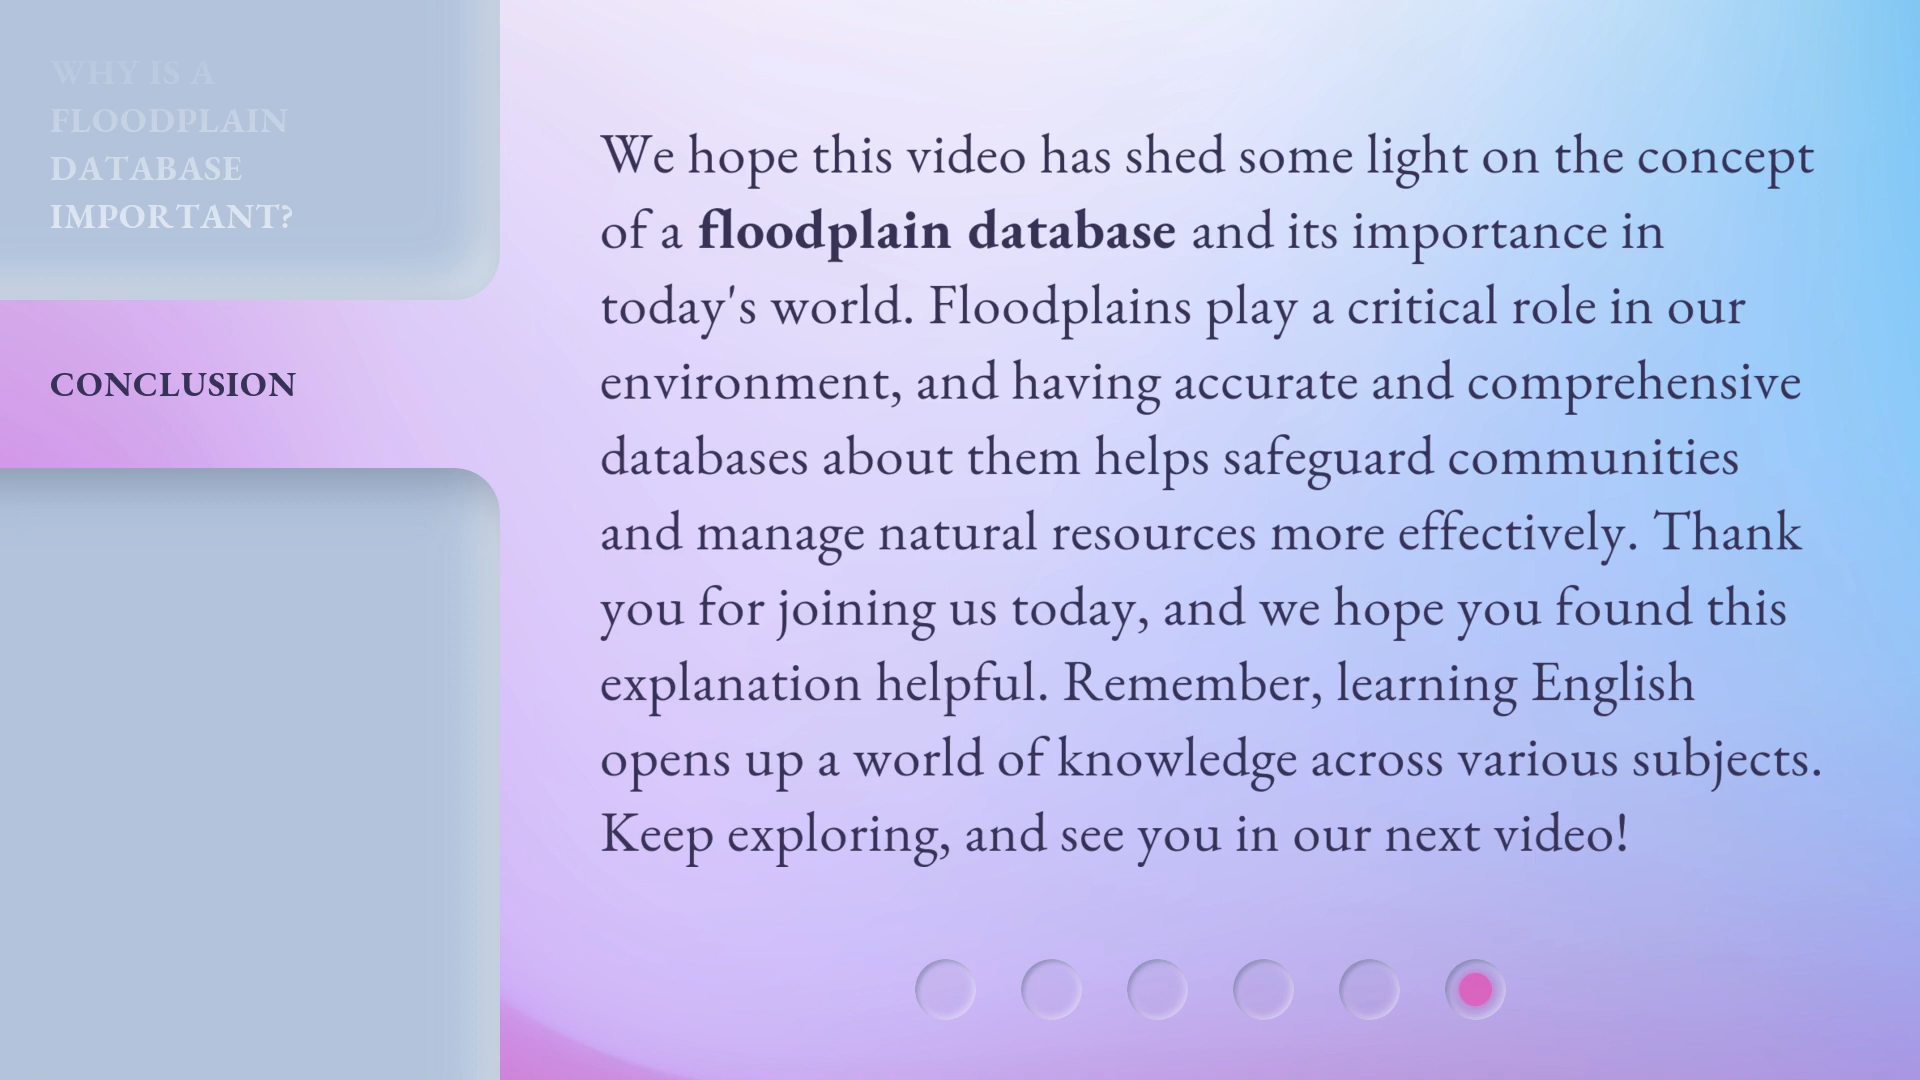 WHY IS A
FLOODPLAIN
DATABASE
IMPORTANT?
CONCLUSION
We hope this video has shed some light on the concept
of a floodplain database and its importance in
today's world. Floodplains play a critical role in our
environment, and having accurate and comprehensive
databases about them helps safeguard communities
and manage natural resources more effectively. Thank
you for joining us today, and we hope you found this
explanation helpful. Remember, learning English
opens up a world of knowledge across various subjects.
Keep exploring, and see you in our next video!